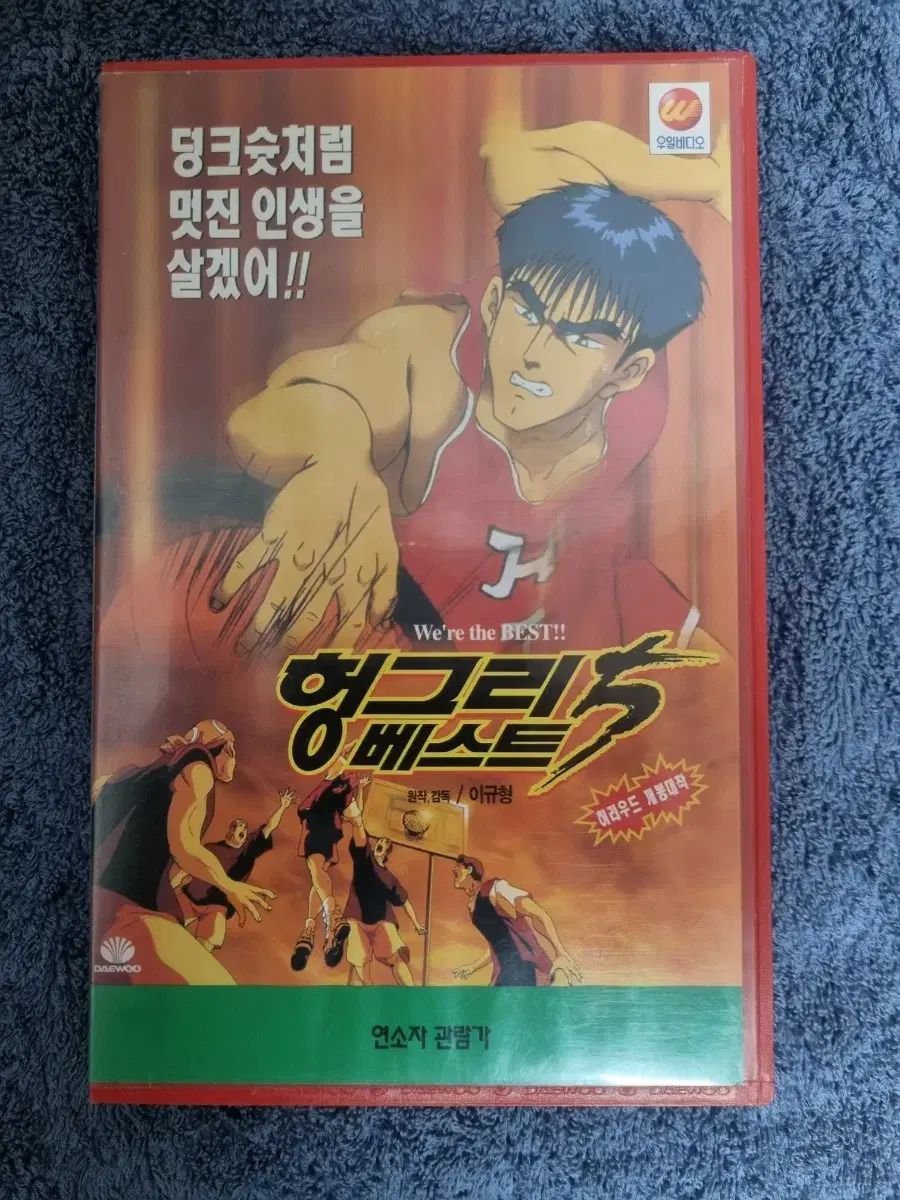 덩크슛처럼
멋진 인생을
살겠어!!
우일비디오
We're the BEST!!
헝그리
베스트 5
원작, 감독 / 이규형
허리우드 개봉대작
DAEWOO
연소자 관람가
DAEWOO